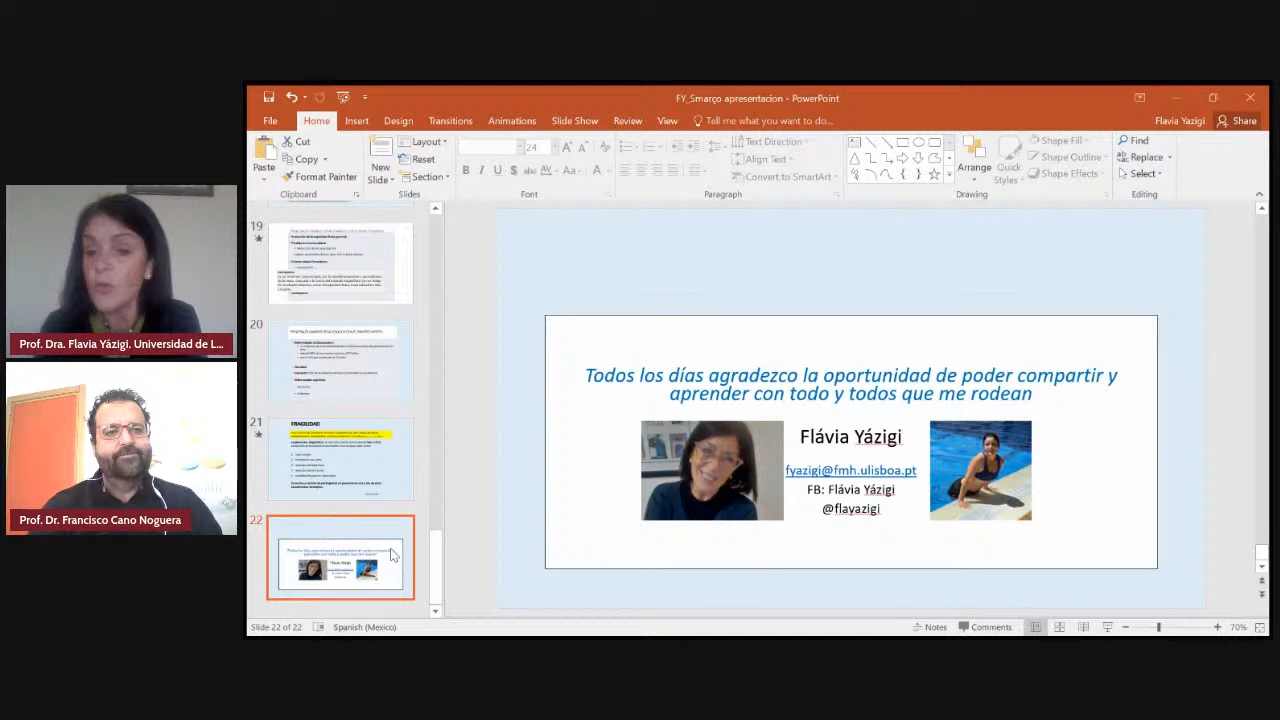 FY_5março apresentacion - PowerPoint
File Home Insert Design Transitions Animations Slide Show Review View Tell me what you want to do... Flavia Yazigi Share
Paste
Cut
Copy
Format Painter
Clipboard
New Slide
Layout
Reset
Section
Slides
24
Font
Text Direction
Align Text
Convert to SmartArt
Paragraph
Arrange
Quick Styles
Shape Fill
Shape Outline
Shape Effects
Drawing
Find
Replace
Select
Editing
Prof. Dra. Flavia Yázigi. Universidad de L...
Prof. Dr. Francisco Cano Noguera
19
20
21
FRAGILIDAD
22
Todos los días agradezco la oportunidad de poder compartir y
aprender con todo y todos que me rodean
Flávia Yázigi
fyazigi@fmh.ulisboa.pt
FB: Flávia Yázigi
@flayazigi
Slide 22 of 22 Spanish (Mexico) Notes Comments 70%